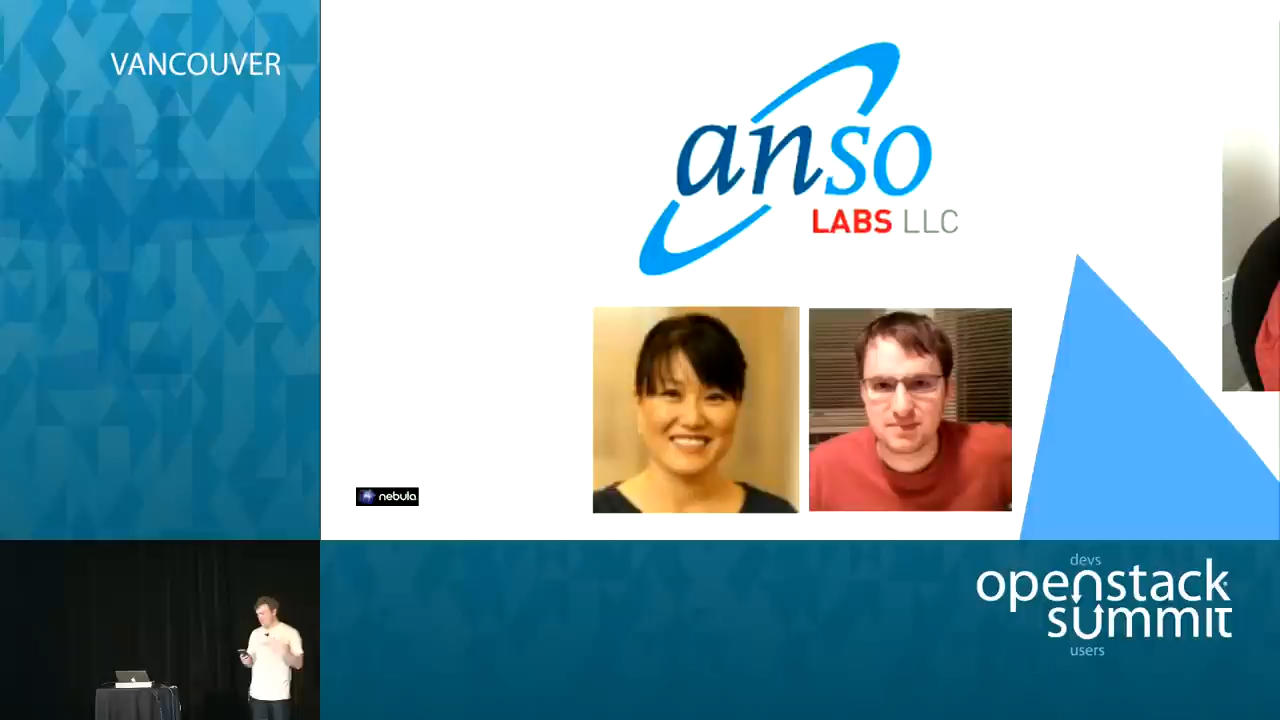 VANCOUVER
anso
LABS LLC
nebula
devs
openstack
summit
users